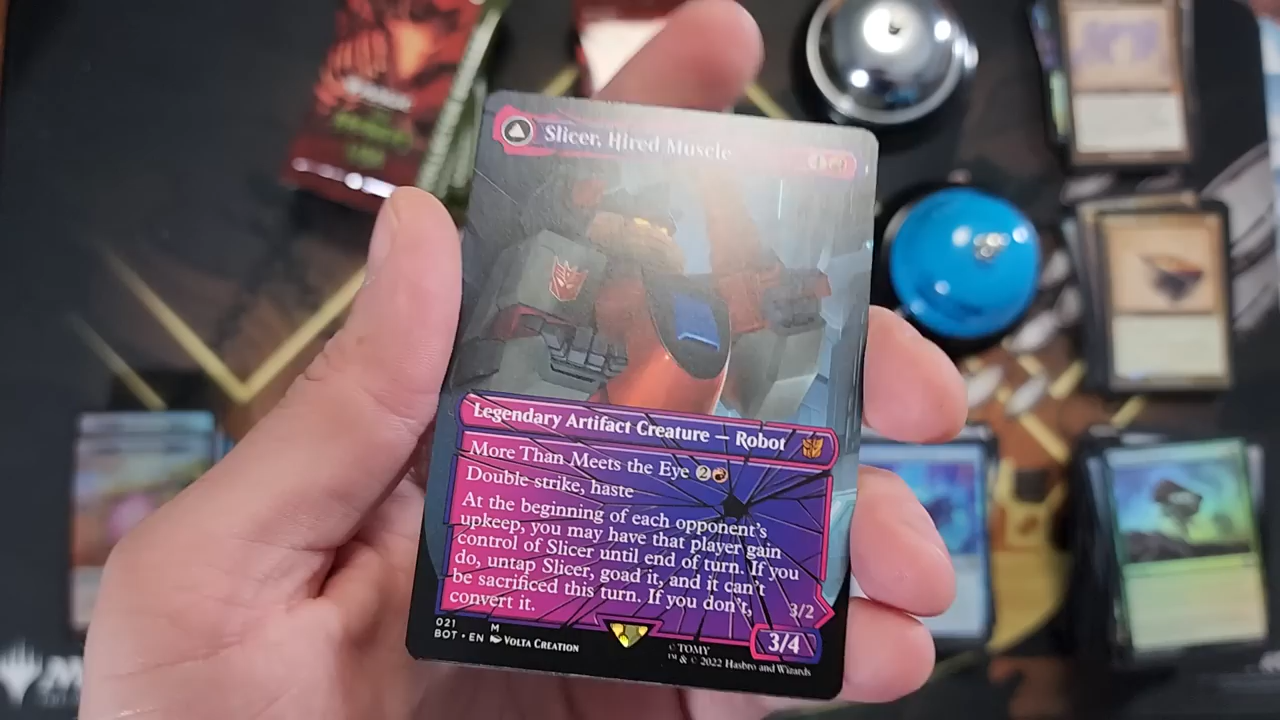 Slicer, Hired Muscle
Legendary Artifact Creature — Robot
More Than Meets the Eye 2
Double strike, haste
At the beginning of each opponent's
upkeep, you may have that player gain
control of Slicer until end of turn. If you
do, untap Slicer, goad it, and it can't
be sacrificed this turn. If you don't,
convert it.
3/2
3/4
021 M
BOT • EN VOLTA CREATION
© TOMY
™ & © 2022 Hasbro and Wizards